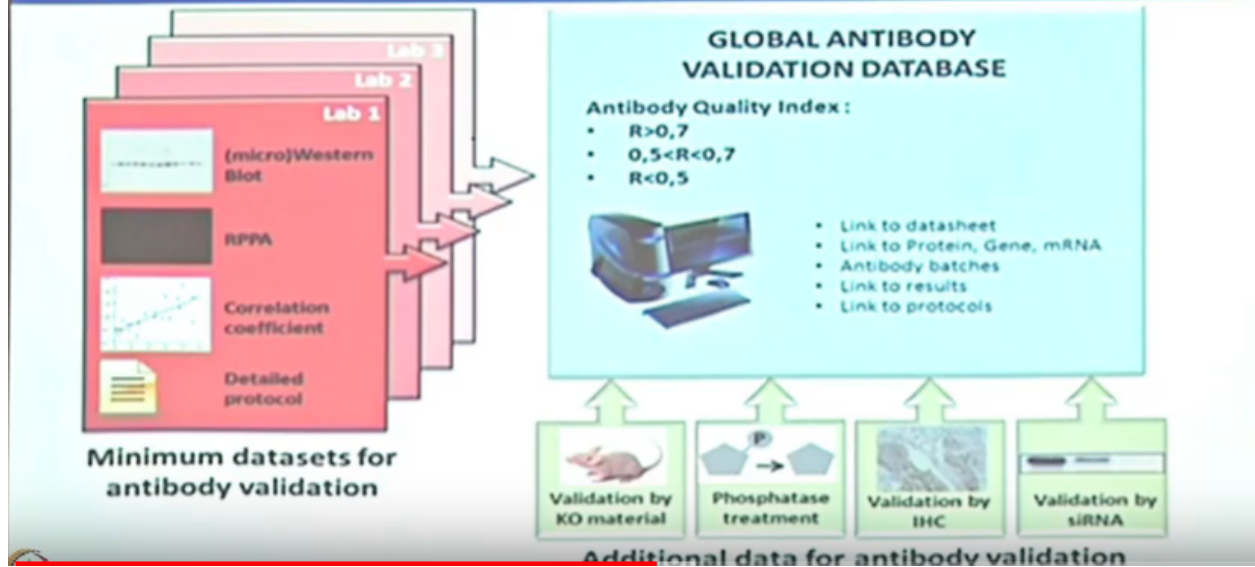 Lab 3
Lab 2
Lab 1
(micro)Western
Blot
RPPA
Correlation
coefficient
Detailed
protocol
Minimum datasets for
antibody validation
GLOBAL ANTIBODY
VALIDATION DATABASE
Antibody Quality Index :
• R>0,7
• 0,5<R<0,7
• R<0,5
• Link to datasheet
• Link to Protein, Gene, mRNA
• Antibody batches
• Link to results
• Link to protocols
P
Validation by
KO material
Phosphatase
treatment
Validation by
IHC
Validation by
siRNA
Additional data for antibody validation